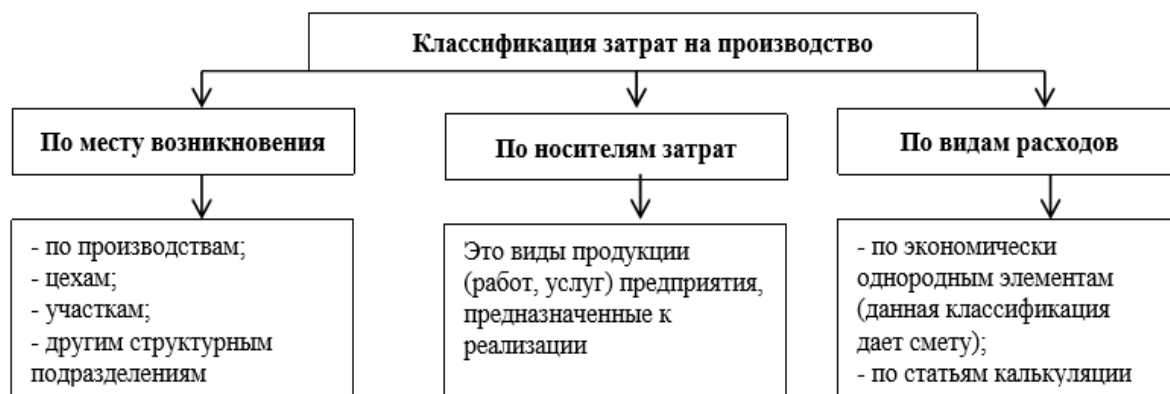 Классификация затрат на производство
По месту возникновения
По носителям затрат
По видам расходов
- по производствам;
- цехам;
- участкам;
- другим структурным
подразделениям
Это виды продукции
(работ, услуг) предприятия,
предназначенные к
реализации
- по экономически
однородным элементам
(данная классификация
дает смету);
- по статьям калькуляции